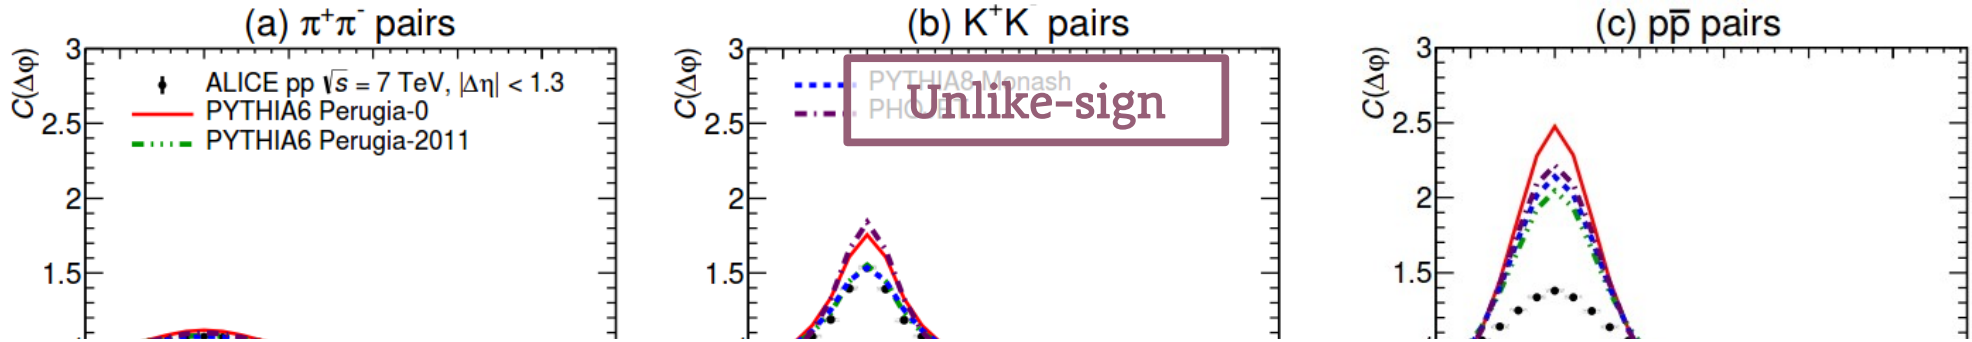 (a) π⁺π⁻ pairs
C(Δφ)
3
2.5
2
1.5
ALICE pp √s = 7 TeV, |Δη| < 1.3
PYTHIA6 Perugia-0
PYTHIA6 Perugia-2011
(b) K⁺K⁻ pairs
C(Δφ)
3
2.5
2
1.5
PYTHIA8 Monash
Unlike-sign
(c) pp̅ pairs
C(Δφ)
3
2.5
2
1.5